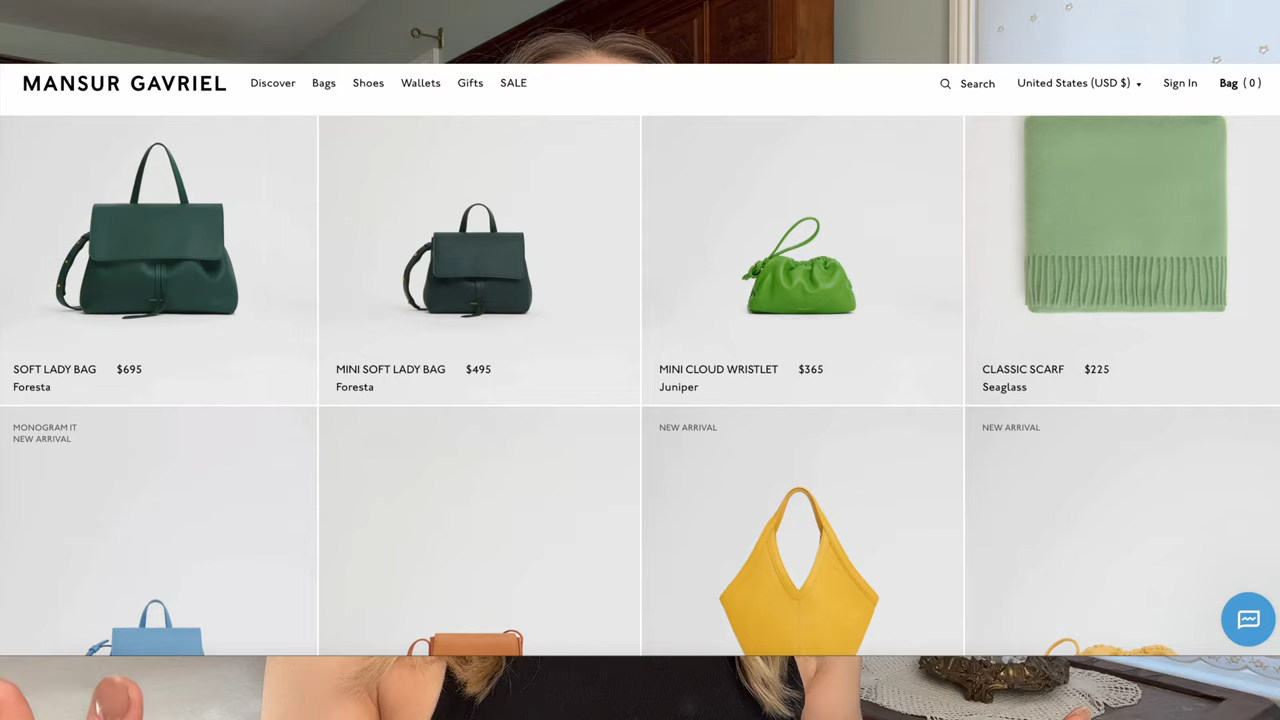 MANSUR GAVRIEL
Discover Bags Shoes Wallets Gifts SALE
Search United States (USD $) Sign In Bag (0)
SOFT LADY BAG $695
Foresta
MINI SOFT LADY BAG $495
Foresta
MINI CLOUD WRISTLET $365
Juniper
CLASSIC SCARF $225
Seaglass
MONOGRAM IT
NEW ARRIVAL
NEW ARRIVAL
NEW ARRIVAL